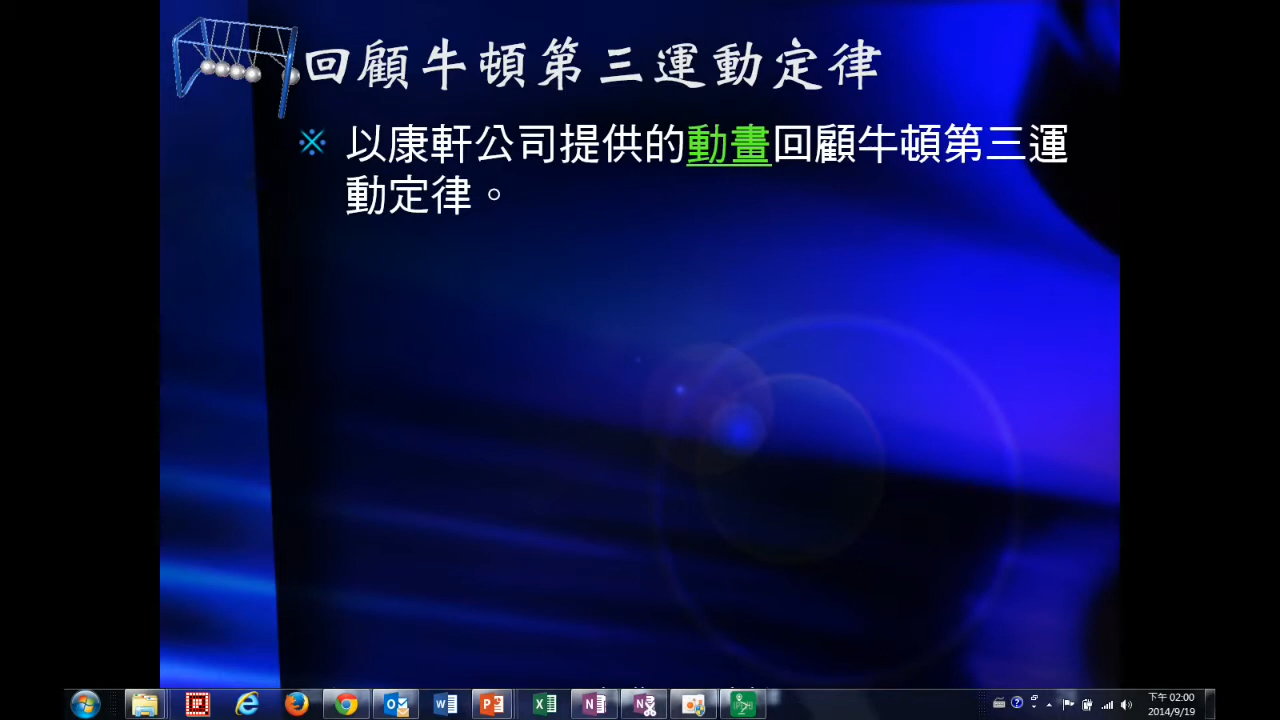 回顧牛頓第三運動定律
※ 以康軒公司提供的動畫回顧牛頓第三運
動定律。
下午 02:00
2014/9/19